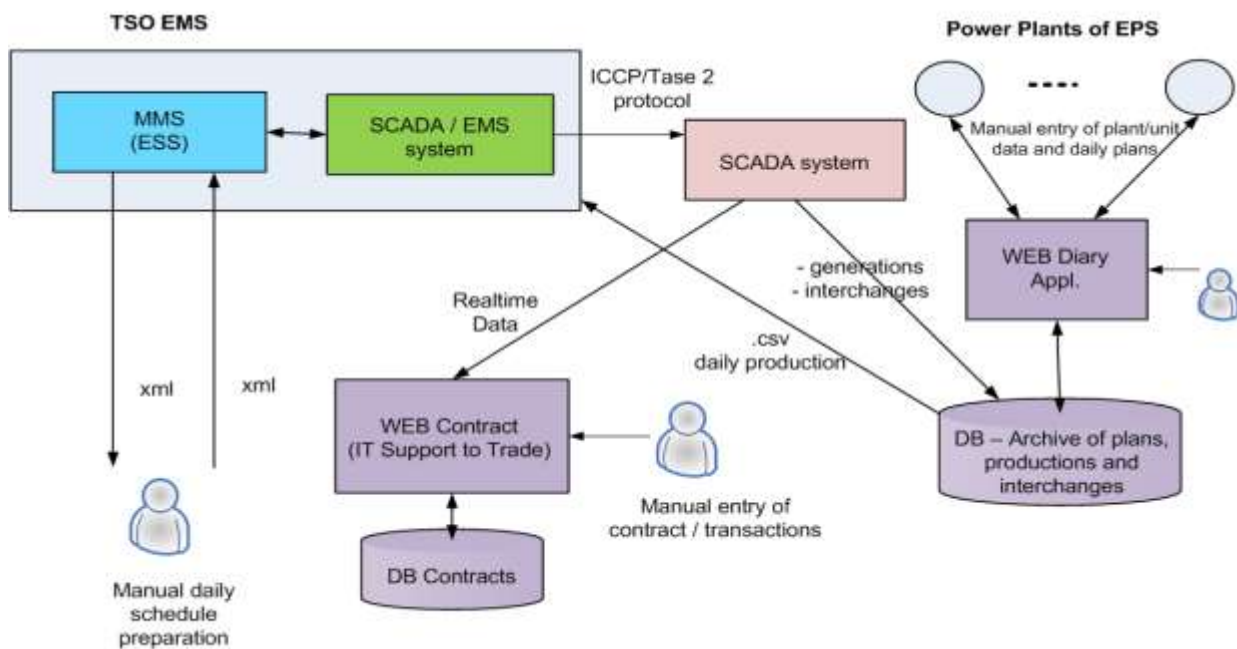 TSO EMS
Power Plants of EPS
ICCP/Tase 2
protocol
MMS
(ESS)
SCADA / EMS
system
SCADA system
Manual entry of plant/unit
data and daily plans
WEB Diary
Appl.
- generations
- interchanges
Realtime
Data
.csv
daily production
xml
xml
WEB Contract
(IT Support to Trade)
DB – Archive of plans,
productions and
interchanges
Manual entry of
contract / transactions
DB Contracts
Manual daily
schedule
preparation